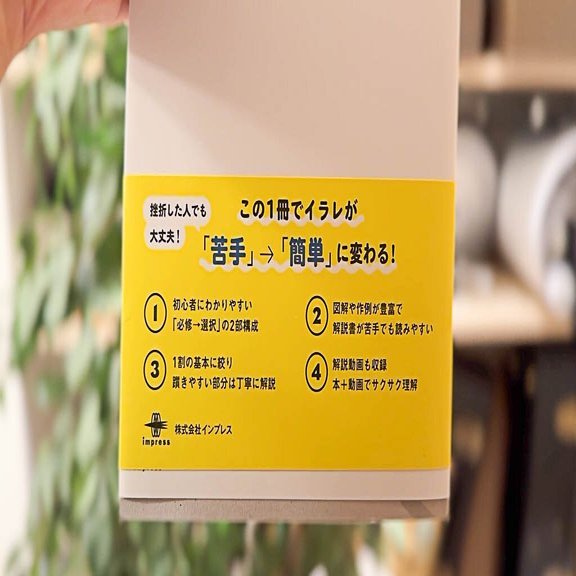 挫折した人でも
大丈夫！
この1冊でイラレが
「苦手」→「簡単」に変わる！
1
初心者にわかりやすい
「必修→選択」の2部構成
2
図解や作例が豊富で
解説書が苦手でも読みやすい
3
1割の基本に絞り
躓きやすい部分は丁寧に解説
4
解説動画も収録
本＋動画でサクサク理解
impress
株式会社インプレス